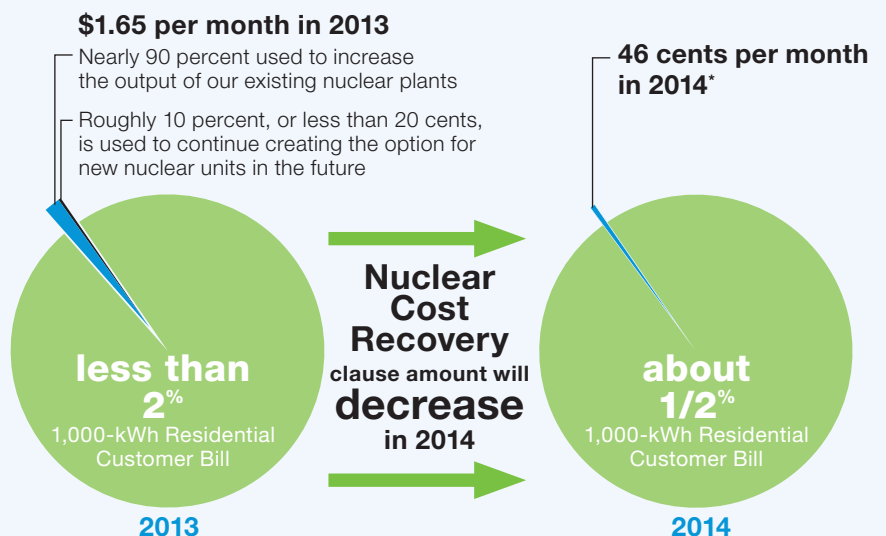 $1.65 per month in 2013
Nearly 90 percent used to increase
the output of our existing nuclear plants
Roughly 10 percent, or less than 20 cents,
is used to continue creating the option for
new nuclear units in the future
46 cents per month
in 2014*
less than
2%
1,000-kWh Residential
Customer Bill
2013
Nuclear
Cost
Recovery
clause amount will
decrease
in 2014
about
1/2%
1,000-kWh Residential
Customer Bill
2014